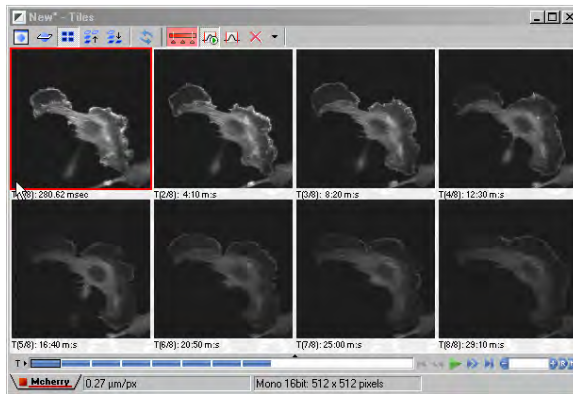 New* - Tiles
T(1/8): 280.62 msec
T(2/8): 4:10 m:s
T(3/8): 8:20 m:s
T(4/8): 12:30 m:s
T(5/8): 16:40 m:s
T(6/8): 20:50 m:s
T(7/8): 25:00 m:s
T(8/8): 29:10 m:s
T
Mcherry
0.27 µm/px
Mono 16bit: 512 x 512 pixels